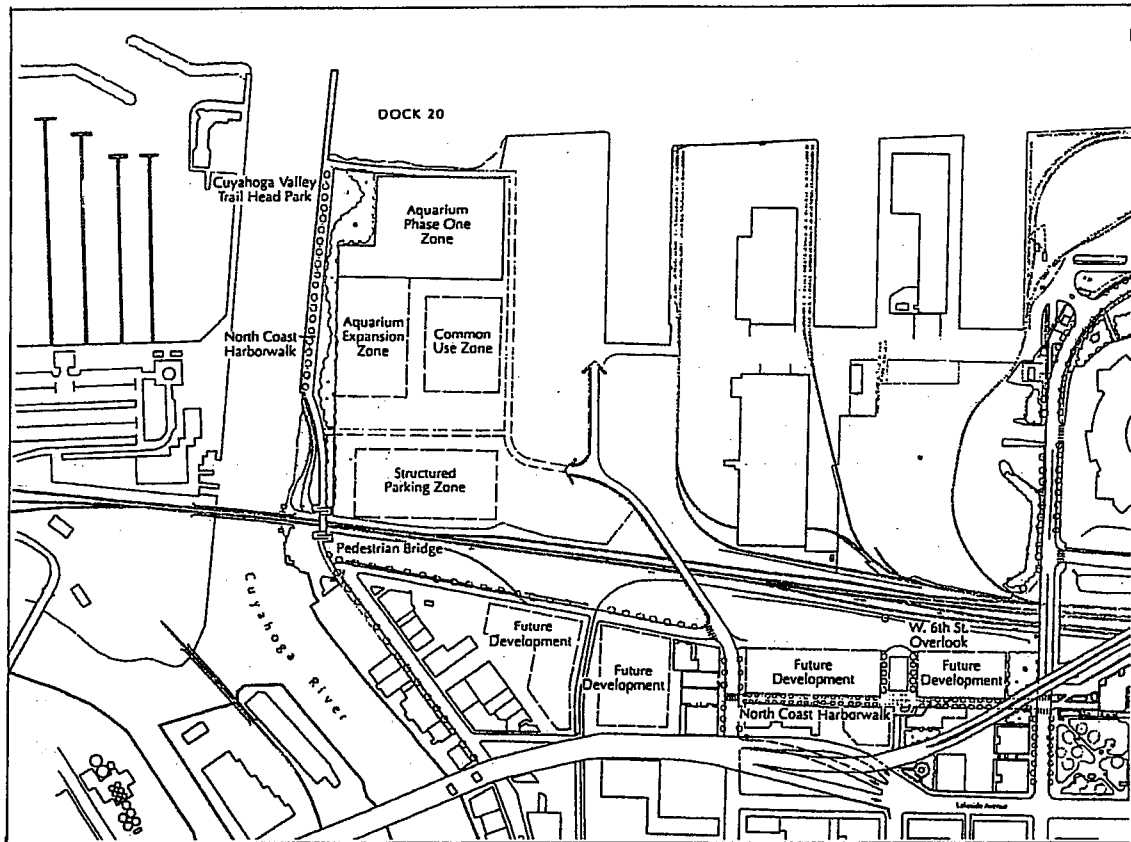 DOCK 20
Cuyahoga Valley
Trail Head Park
Aquarium
Phase One
Zone
North Coast
Harborwalk
Aquarium
Expansion
Zone
Common
Use Zone
Structured
Parking Zone
Pedestrian Bridge
Cuyahoga River
Future
Development
Future
Development
Future
Development
W. 6th St.
Overlook
Future
Development
North Coast Harborwalk
Lakeside Avenue